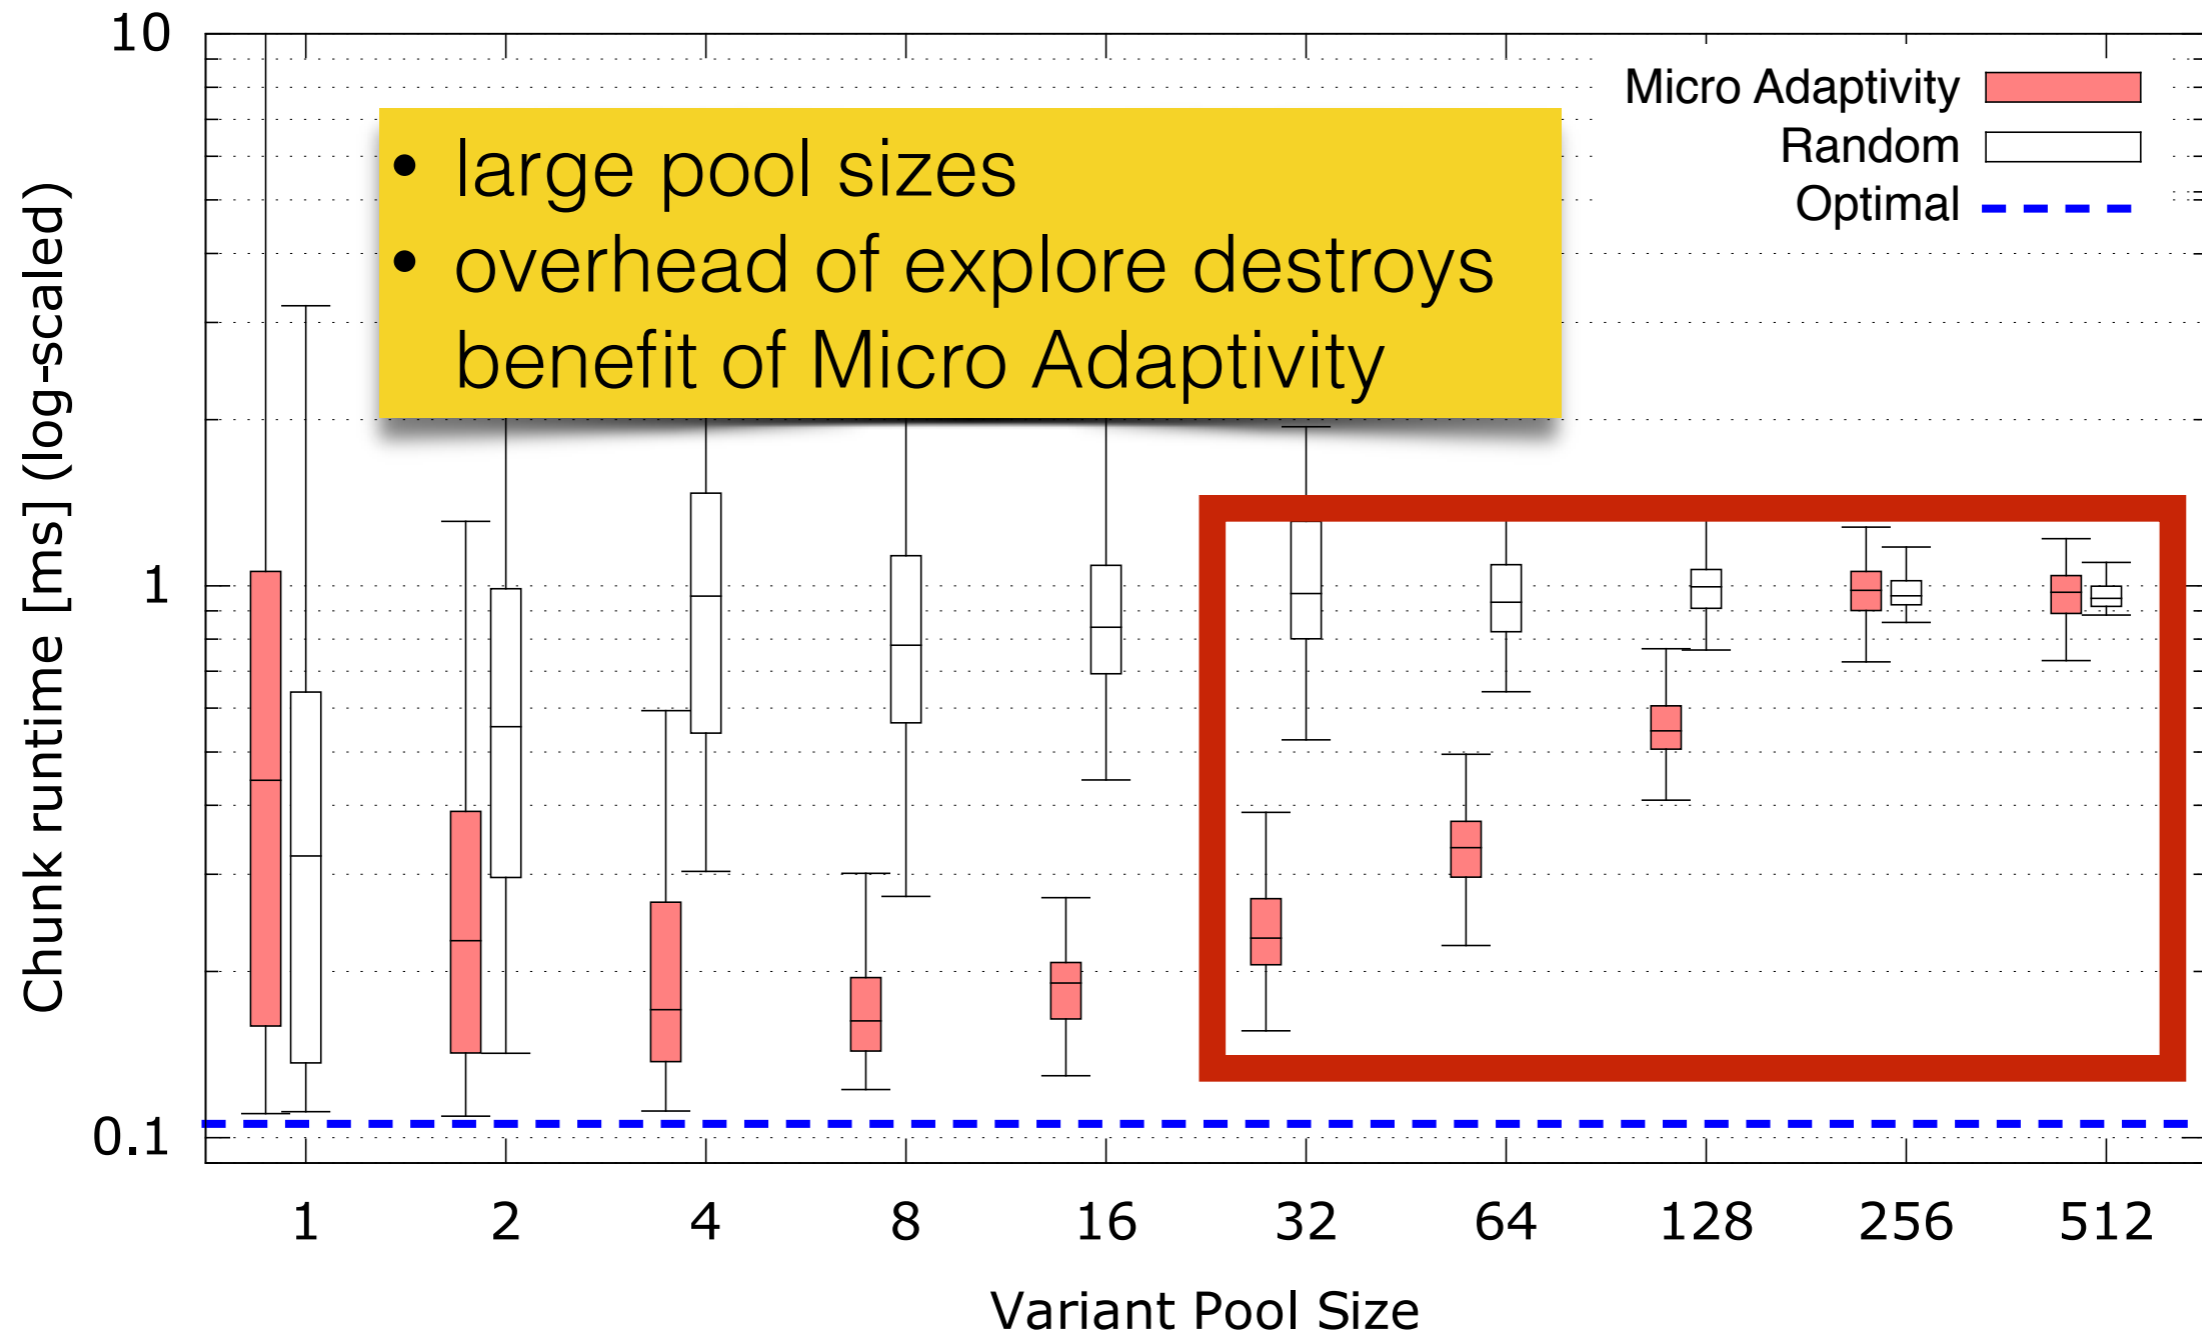 10
Micro Adaptivity
Random
Optimal
• large pool sizes
• overhead of explore destroys
benefit of Micro Adaptivity
Chunk runtime [ms] (log-scaled)
1
0.1
1 2 4 8 16 32 64 128 256 512
Variant Pool Size